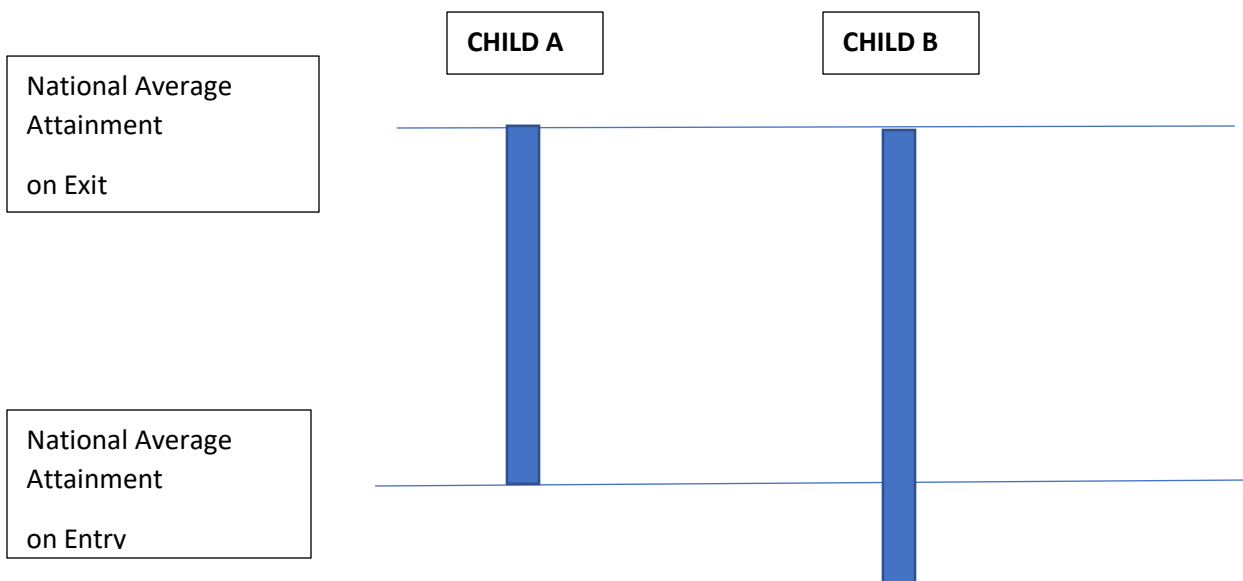 CHILD A
CHILD B
National Average
Attainment
on Exit
National Average
Attainment
on Entry